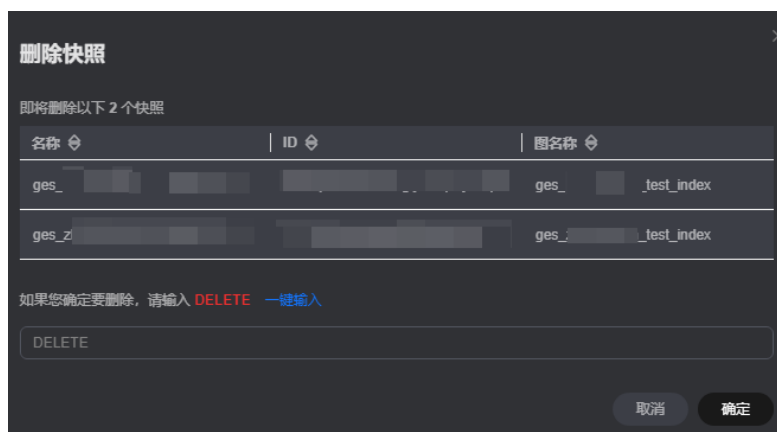 删除快照
即将删除以下 2 个快照
名称 ID 图名称
ges_ ges_ _test_index
ges_z ges_ _test_index
如果您确定要删除，请输入 DELETE 一键输入
DELETE
取消 确定